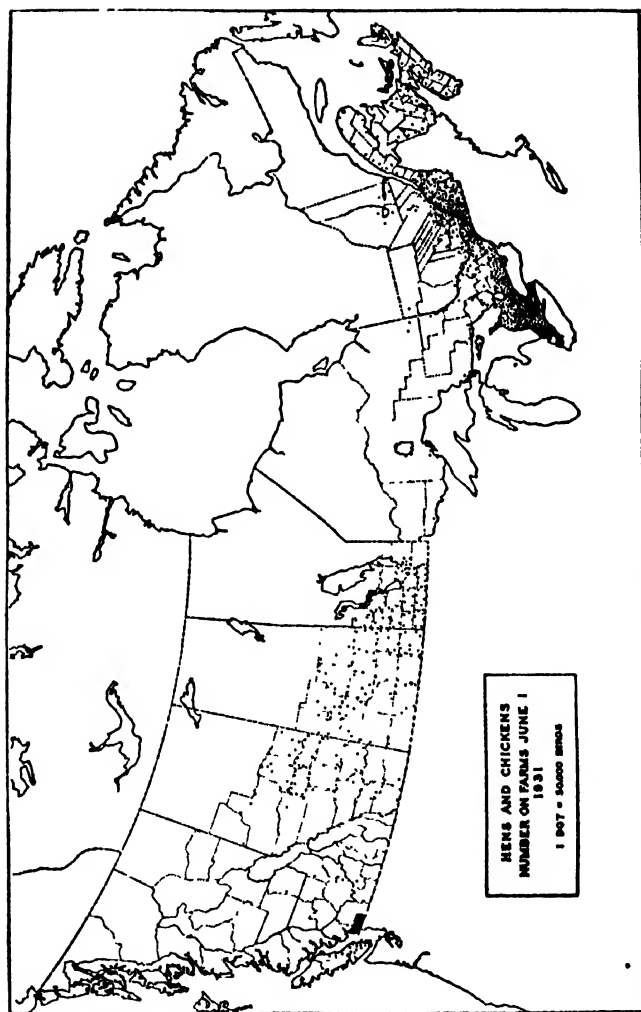 HENS AND CHICKENS
NUMBER ON FARMS JUNE 1
1931
1 DOT = 50,000 BIRDS